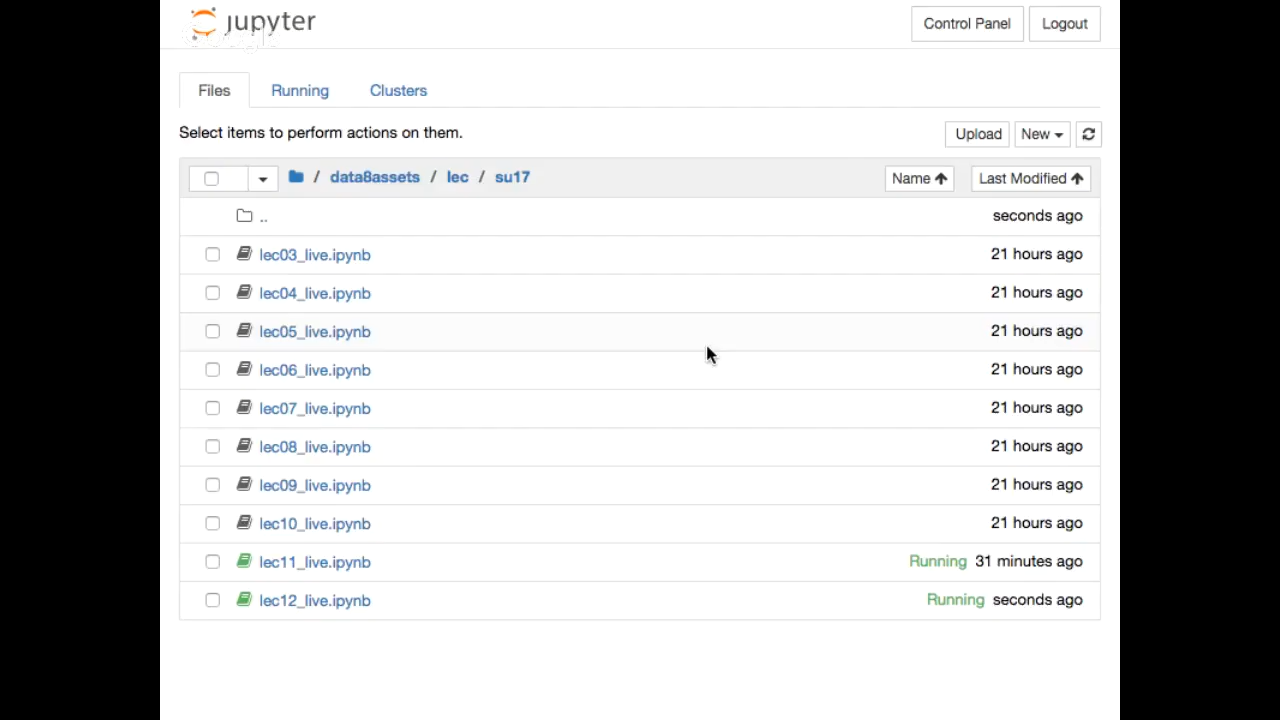 jupyter
Control Panel
Logout
Files
Running
Clusters
Select items to perform actions on them.
Upload
New
/ data8assets / lec / su17
Name
Last Modified
.. seconds ago
lec03_live.ipynb 21 hours ago
lec04_live.ipynb 21 hours ago
lec05_live.ipynb 21 hours ago
lec06_live.ipynb 21 hours ago
lec07_live.ipynb 21 hours ago
lec08_live.ipynb 21 hours ago
lec09_live.ipynb 21 hours ago
lec10_live.ipynb 21 hours ago
lec11_live.ipynb Running 31 minutes ago
lec12_live.ipynb Running seconds ago